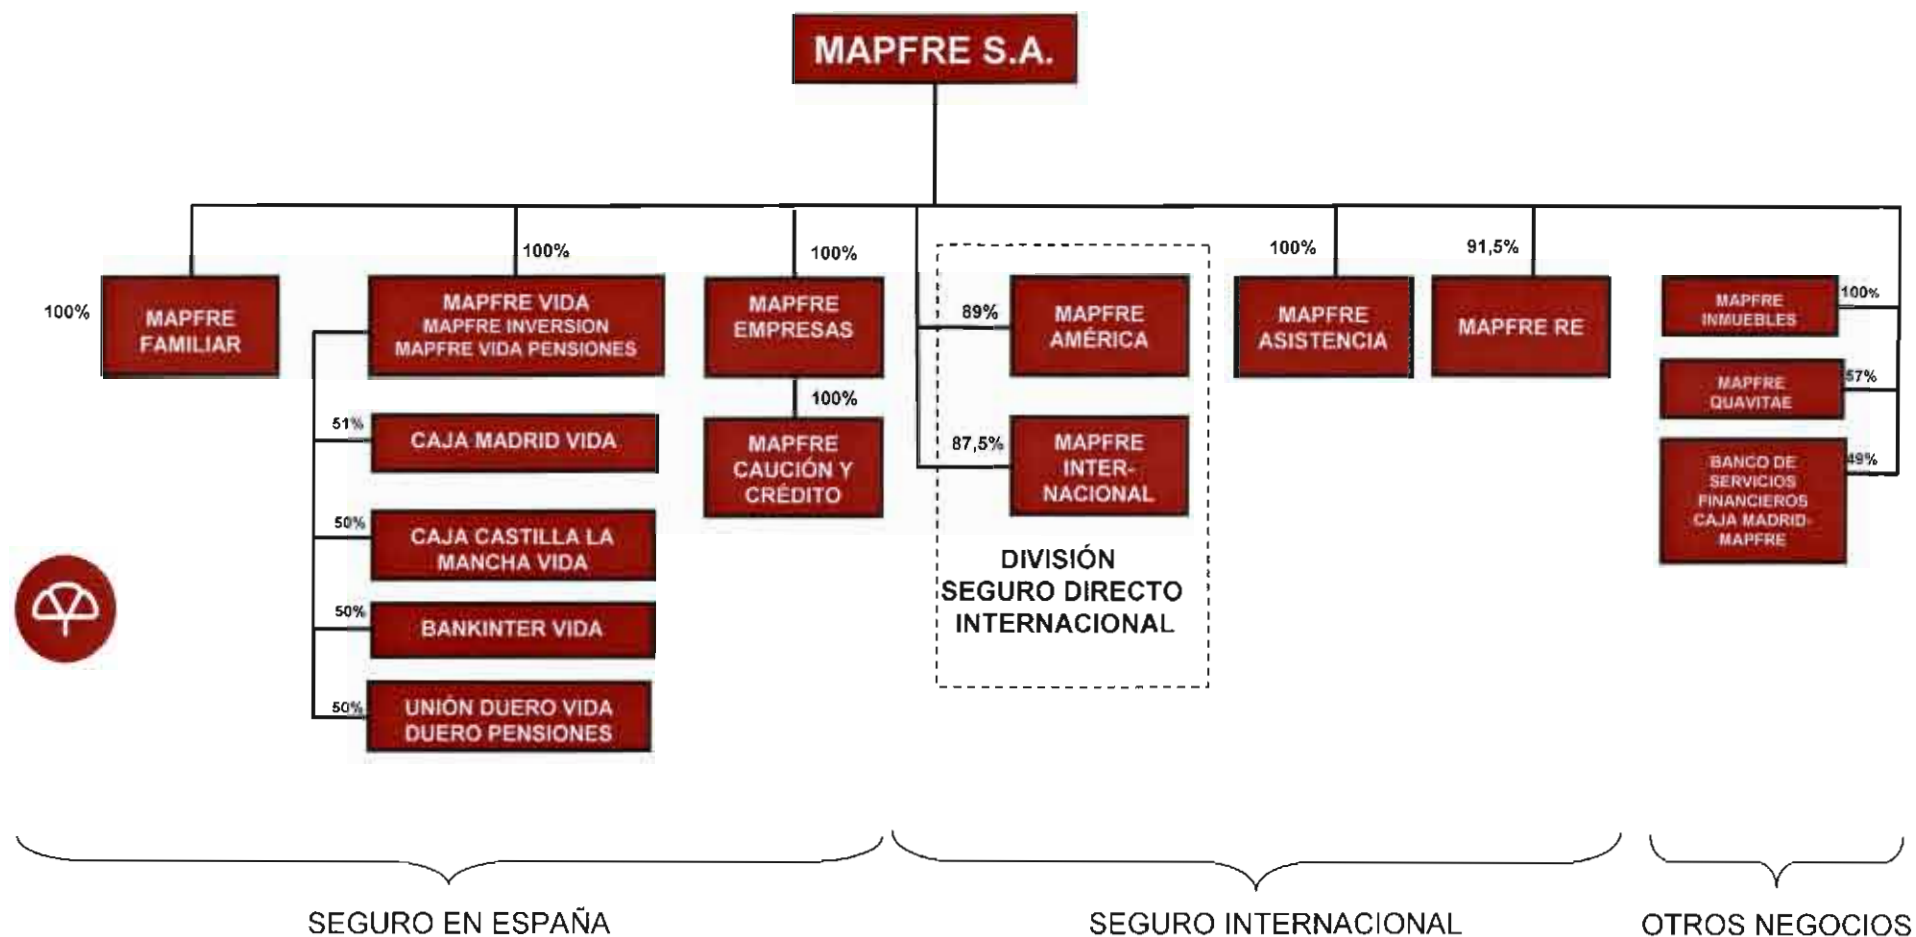 MAPFRE S.A.
100%
MAPFRE
FAMILIAR
100%
MAPFRE VIDA
MAPFRE INVERSION
MAPFRE VIDA PENSIONES
51%
CAJA MADRID VIDA
50%
CAJA CASTILLA LA
MANCHA VIDA
50%
BANKINTER VIDA
50%
UNIÓN DUERO VIDA
DUERO PENSIONES
100%
MAPFRE
EMPRESAS
100%
MAPFRE
CAUCIÓN Y
CRÉDITO
89%
MAPFRE
AMÉRICA
87,5%
MAPFRE
INTER-
NACIONAL
DIVISIÓN
SEGURO DIRECTO
INTERNACIONAL
100%
MAPFRE
ASISTENCIA
91,5%
MAPFRE RE
MAPFRE
INMUEBLES
100%
MAPFRE
QUAVITAE
57%
BANCO DE
SERVICIOS
FINANCIEROS
CAJA MADRID-
MAPFRE
49%
SEGURO EN ESPAÑA
SEGURO INTERNACIONAL
OTROS NEGOCIOS